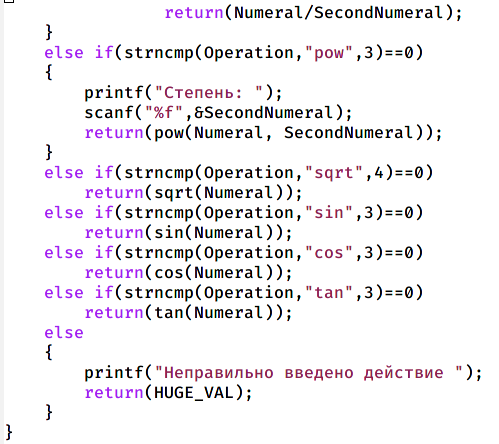 return(Numeral/SecondNumeral);
}
else if(strncmp(Operation,"pow",3)==0)
{
printf("Степень: ");
scanf("%f",&SecondNumeral);
return(pow(Numeral, SecondNumeral));
}
else if(strncmp(Operation,"sqrt",4)==0)
return(sqrt(Numeral));
else if(strncmp(Operation,"sin",3)==0)
return(sin(Numeral));
else if(strncmp(Operation,"cos",3)==0)
return(cos(Numeral));
else if(strncmp(Operation,"tan",3)==0)
return(tan(Numeral));
else
{
printf("Неправильно введено действие ");
return(HUGE_VAL);
}
}